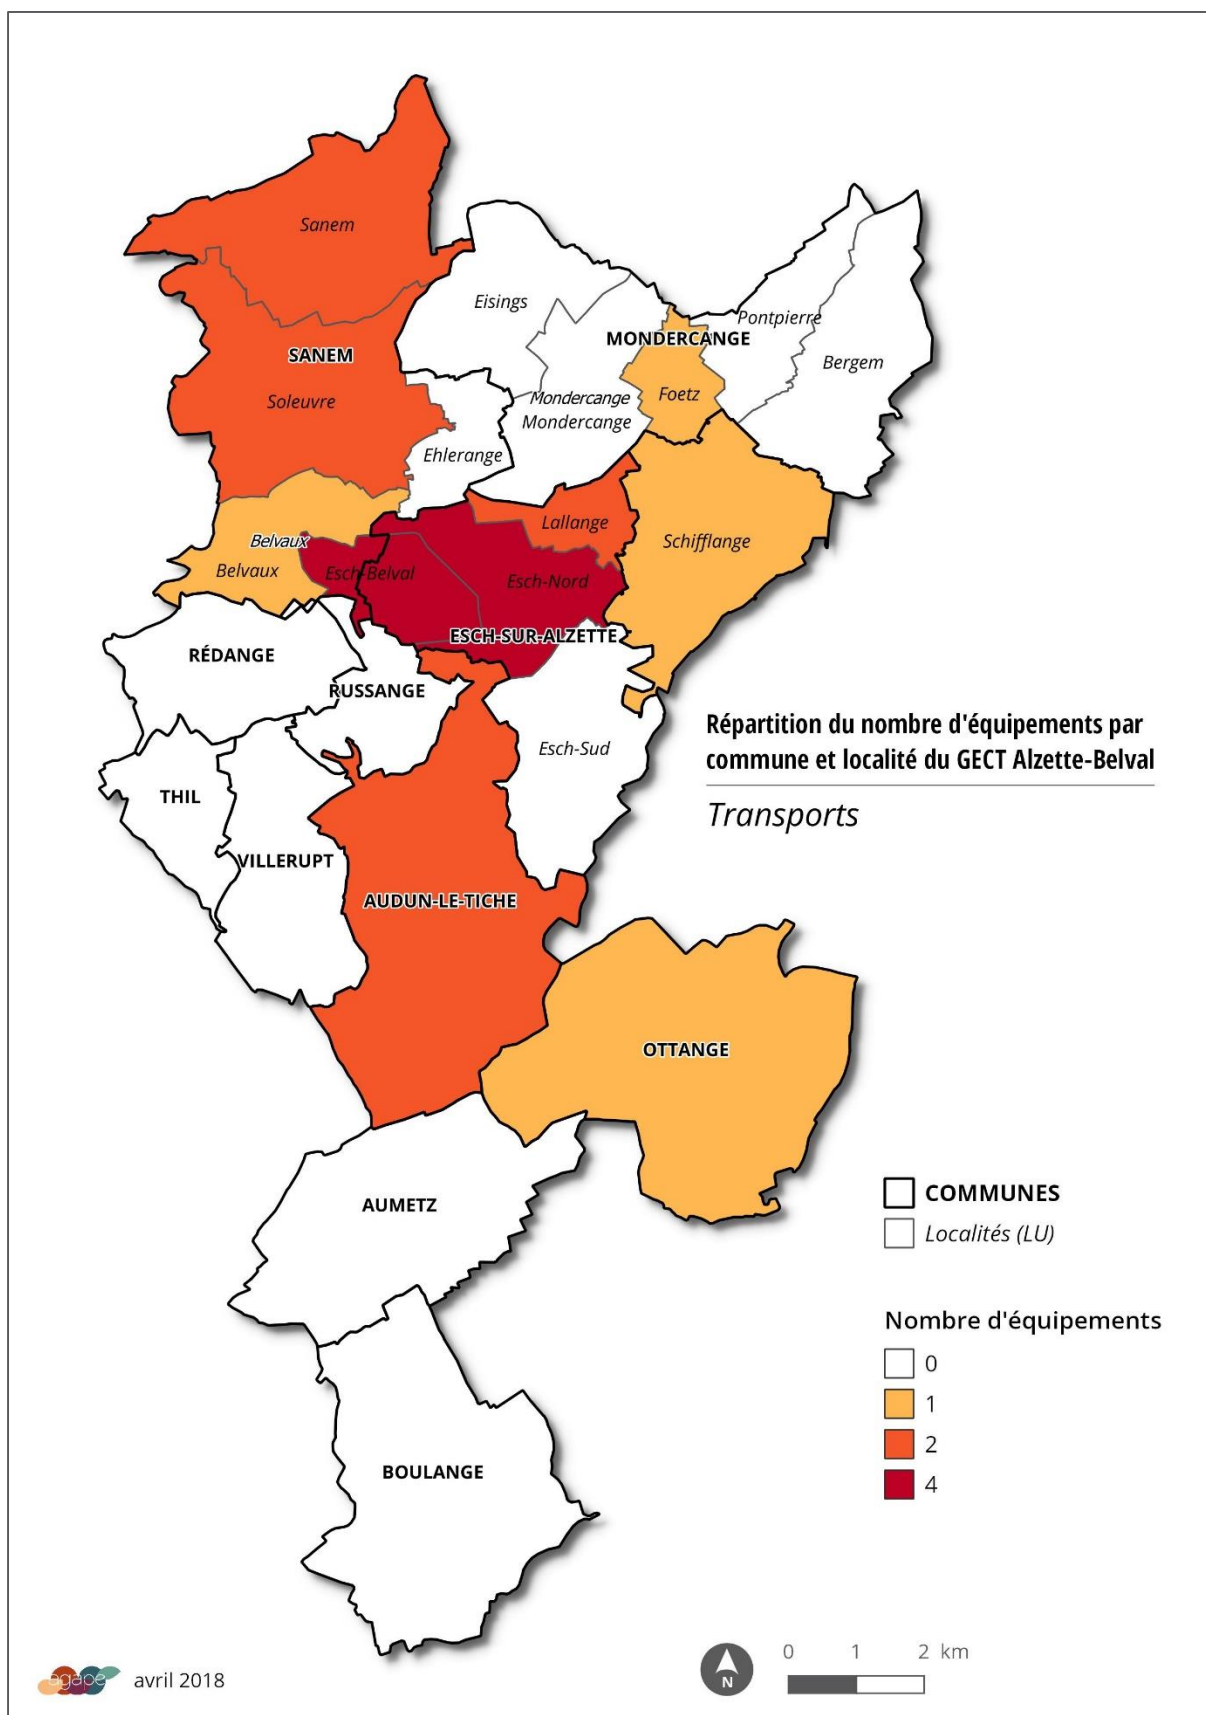 Sanem
Eisings
Pontpierre
MONDERCANGE
SANEM
Bergem
Foetz
Soleuvre
Mondercange
Mondercange
Ehlerange
Lallange
Belvaux
Schifflange
Belvaux
Esch-Belval
Esch-Nord
ESCH-SUR-ALZETTE
RÉDANGE
RUSSANGE
Répartition du nombre d'équipements par
commune et localité du GECT Alzette-Belval
Esch-Sud
THIL
Transports
VILLERUPT
AUDUN-LE-TICHE
OTTANGE
AUMETZ
COMMUNES
Localités (LU)
Nombre d'équipements
0
1
2
4
BOULANGE
agape
avril 2018
N
0 1 2 km